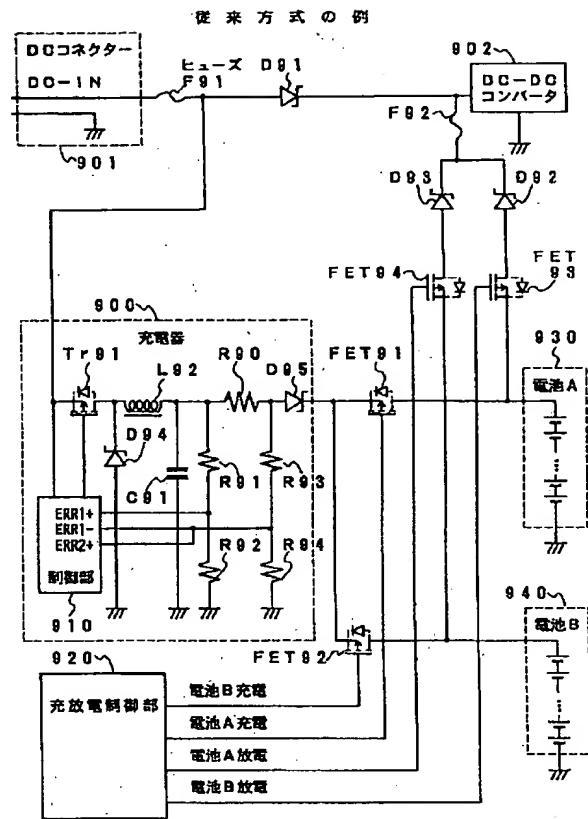 従来方式の例
DCコネクター
DC-IN
901
ヒューズ
F91
D91
902
DC-DC
コンバータ
F92
D93
D92
FET94
FET
93
900
充電器
Tr91
L92
R90
D95
FET91
930
電池A
D94
C91
R91
R93
ERR1+
ERR1-
ERR2+
制御部
910
R92
R94
FET92
940
電池B
920
充放電制御部
電池B充電
電池A充電
電池A放電
電池B放電